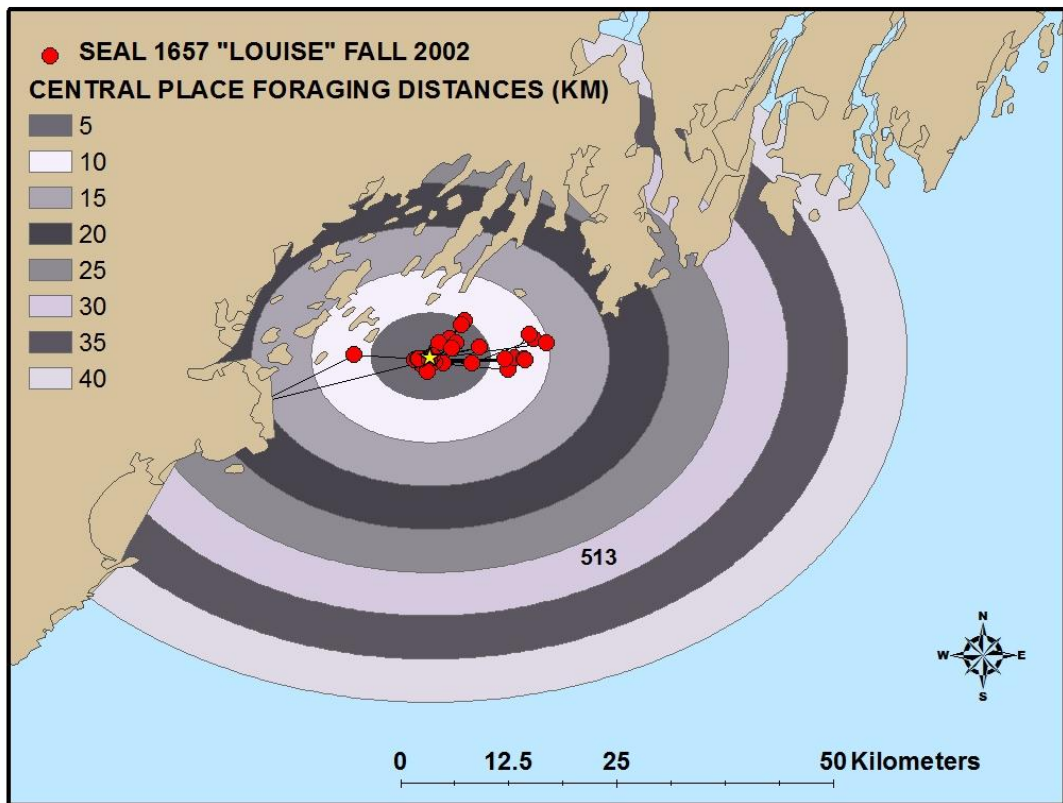 SEAL 1657 "LOUISE" FALL 2002
CENTRAL PLACE FORAGING DISTANCES (KM)
5
10
15
20
25
30
35
40
513
N
W E
S
0 12.5 25 50 Kilometers